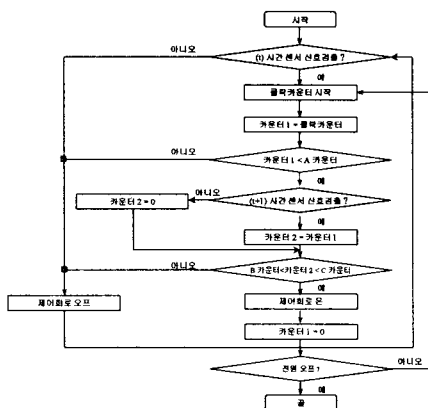 시작
아니오
(t) 시간 센서 신호검출?
예
클락카운터 시작
카운터 1 = 클락카운터
아니오
카운터 1 < A 카운터
예
아니오
(t+1) 시간 센서 신호검출?
카운터 2 = 0
예
카운터 2 = 카운터 1
B 카운터<카운터 2 < C 카운터
아니오
예
제어회로 오프
제어회로 온
카운터 1 = 0
아니오
전원 오프?
예
끝